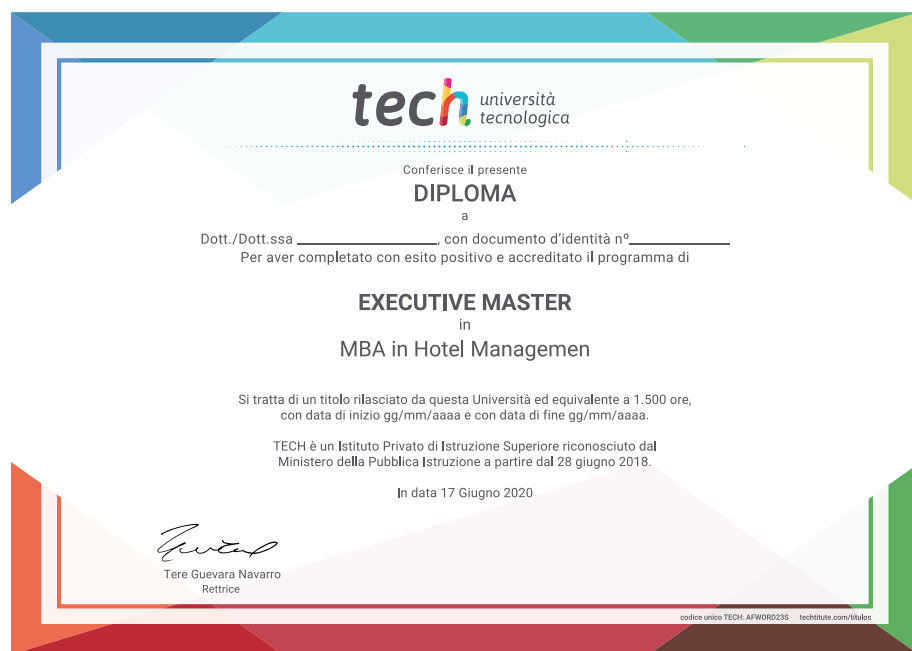 tech università
tecnologica
Conferisce il presente
DIPLOMA
a
Dott./Dott.ssa ________________, con documento d'identità nº____________
Per aver completato con esito positivo e accreditato il programma di
EXECUTIVE MASTER
in
MBA in Hotel Managemen
Si tratta di un titolo rilasciato da questa Università ed equivalente a 1.500 ore,
con data di inizio gg/mm/aaaa e con data di fine gg/mm/aaaa.
TECH è un Istituto Privato di Istruzione Superiore riconosciuto dal
Ministero della Pubblica Istruzione a partire dal 28 giugno 2018.
In data 17 Giugno 2020
Tere Guevara Navarro
Rettrice
codice unico TECH: AFWORD23S techtitute.com/titulos